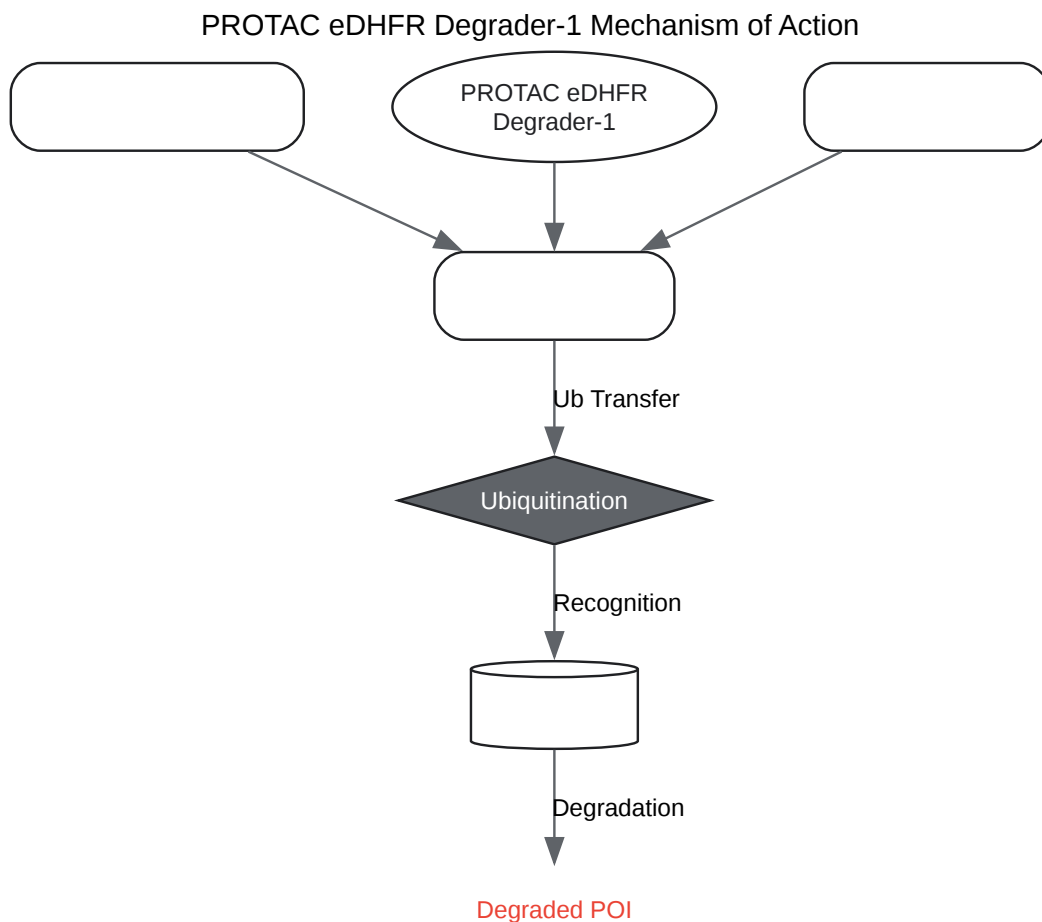 PROTAC eDHFR Degrader-1 Mechanism of Action
PROTAC eDHFR
Degrader-1
Ub Transfer
Ubiquitination
Recognition
Degradation
Degraded POI